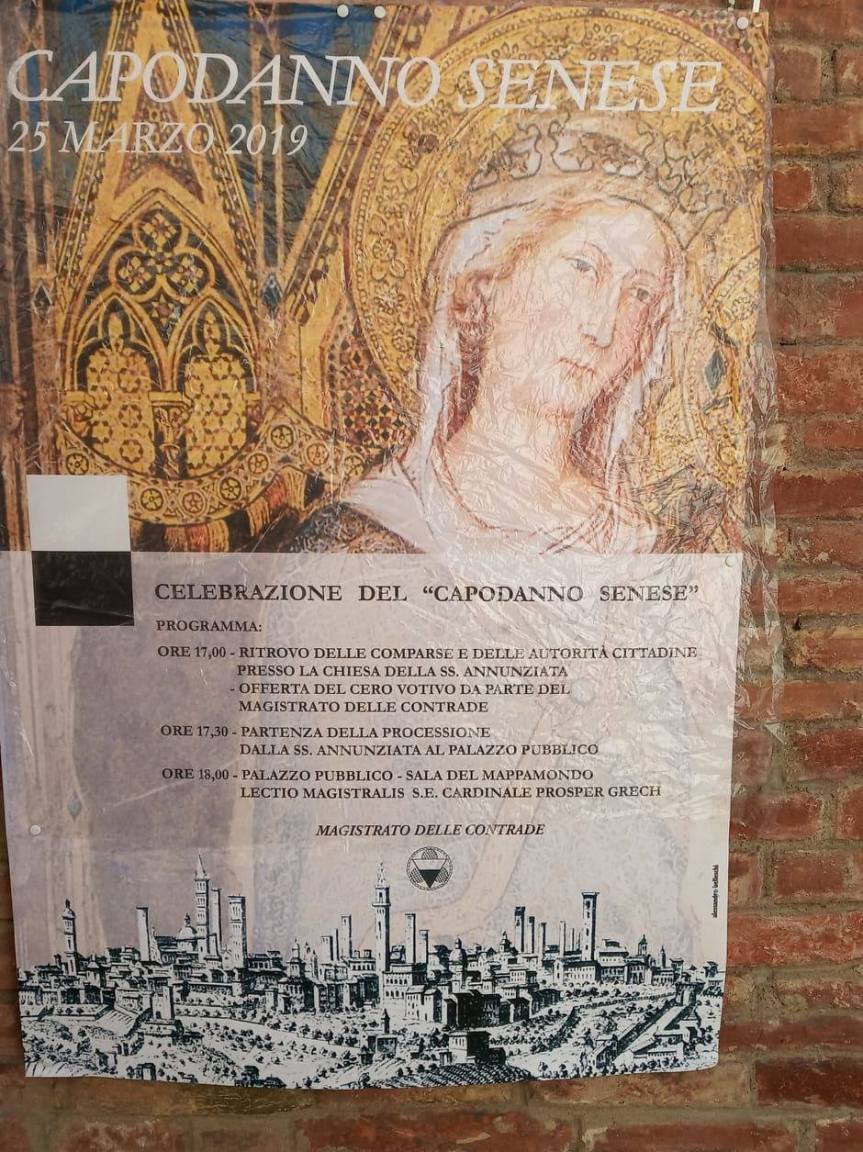 CAPODANNO SENESE
25 MARZO 2019
CELEBRAZIONE DEL “CAPODANNO SENESE”
PROGRAMMA:
ORE 17,00 - RITROVO DELLE COMPARSE E DELLE AUTORITÀ CITTADINE
PRESSO LA CHIESA DELLA SS. ANNUNZIATA
- OFFERTA DEL CERO VOTIVO DA PARTE DEL
MAGISTRATO DELLE CONTRADE
ORE 17,30 - PARTENZA DELLA PROCESSIONE
DALLA SS. ANNUNZIATA AL PALAZZO PUBBLICO
ORE 18,00 - PALAZZO PUBBLICO - SALA DEL MAPPAMONDO
LECTIO MAGISTRALIS S.E. CARDINALE PROSPER GRECH
MAGISTRATO DELLE CONTRADE
alessandro